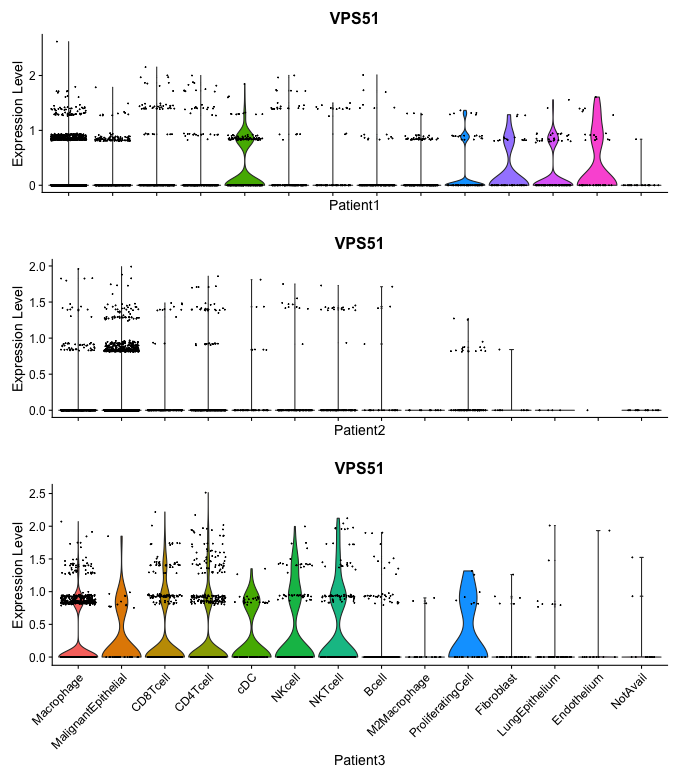 VPS51
Expression Level
2
1
0
Patient1
VPS51
Expression Level
2.0
1.5
1.0
0.5
0.0
Patient2
VPS51
Expression Level
2.5
2.0
1.5
1.0
0.5
0.0
Macrophage
MalignantEpithelial
CD8Tcell
CD4Tcell
cDC
NKcell
NKTcell
Bcell
M2Macrophage
ProliferatingCell
Fibroblast
LungEpithelium
Endothelium
NotAvail
Patient3